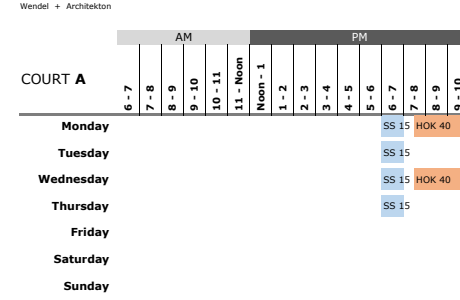 Wendel + Architekton
AM PM
COURT A 6 - 7 7 - 8 8 - 9 9 - 10 10 - 11 11 - Noon Noon - 1 1 - 2 2 - 3 3 - 4 4 - 5 5 - 6 6 - 7 7 - 8 8 - 9 9 - 10
Monday SS 15 HOK 40
Tuesday SS 15
Wednesday SS 15 HOK 40
Thursday SS 15
Friday
Saturday
Sunday